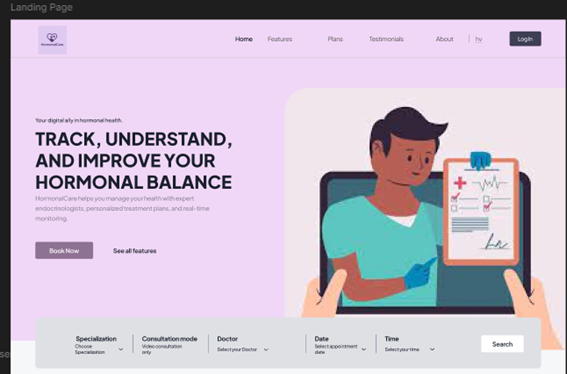 Landing Page
HormonalCare
Home Features Plans Testimonials About hy LogIn
Your digital ally in hormonal health.
TRACK, UNDERSTAND,
AND IMPROVE YOUR
HORMONAL BALANCE
HormonalCare helps you manage your health with expert
endocrinologists, personalized treatment plans, and real-time
monitoring.
Book Now See all features
Specialization Consultation mode Doctor Date Time
Choose Specialization Video consultation only Select your Doctor Select appointment date Select your time
Search